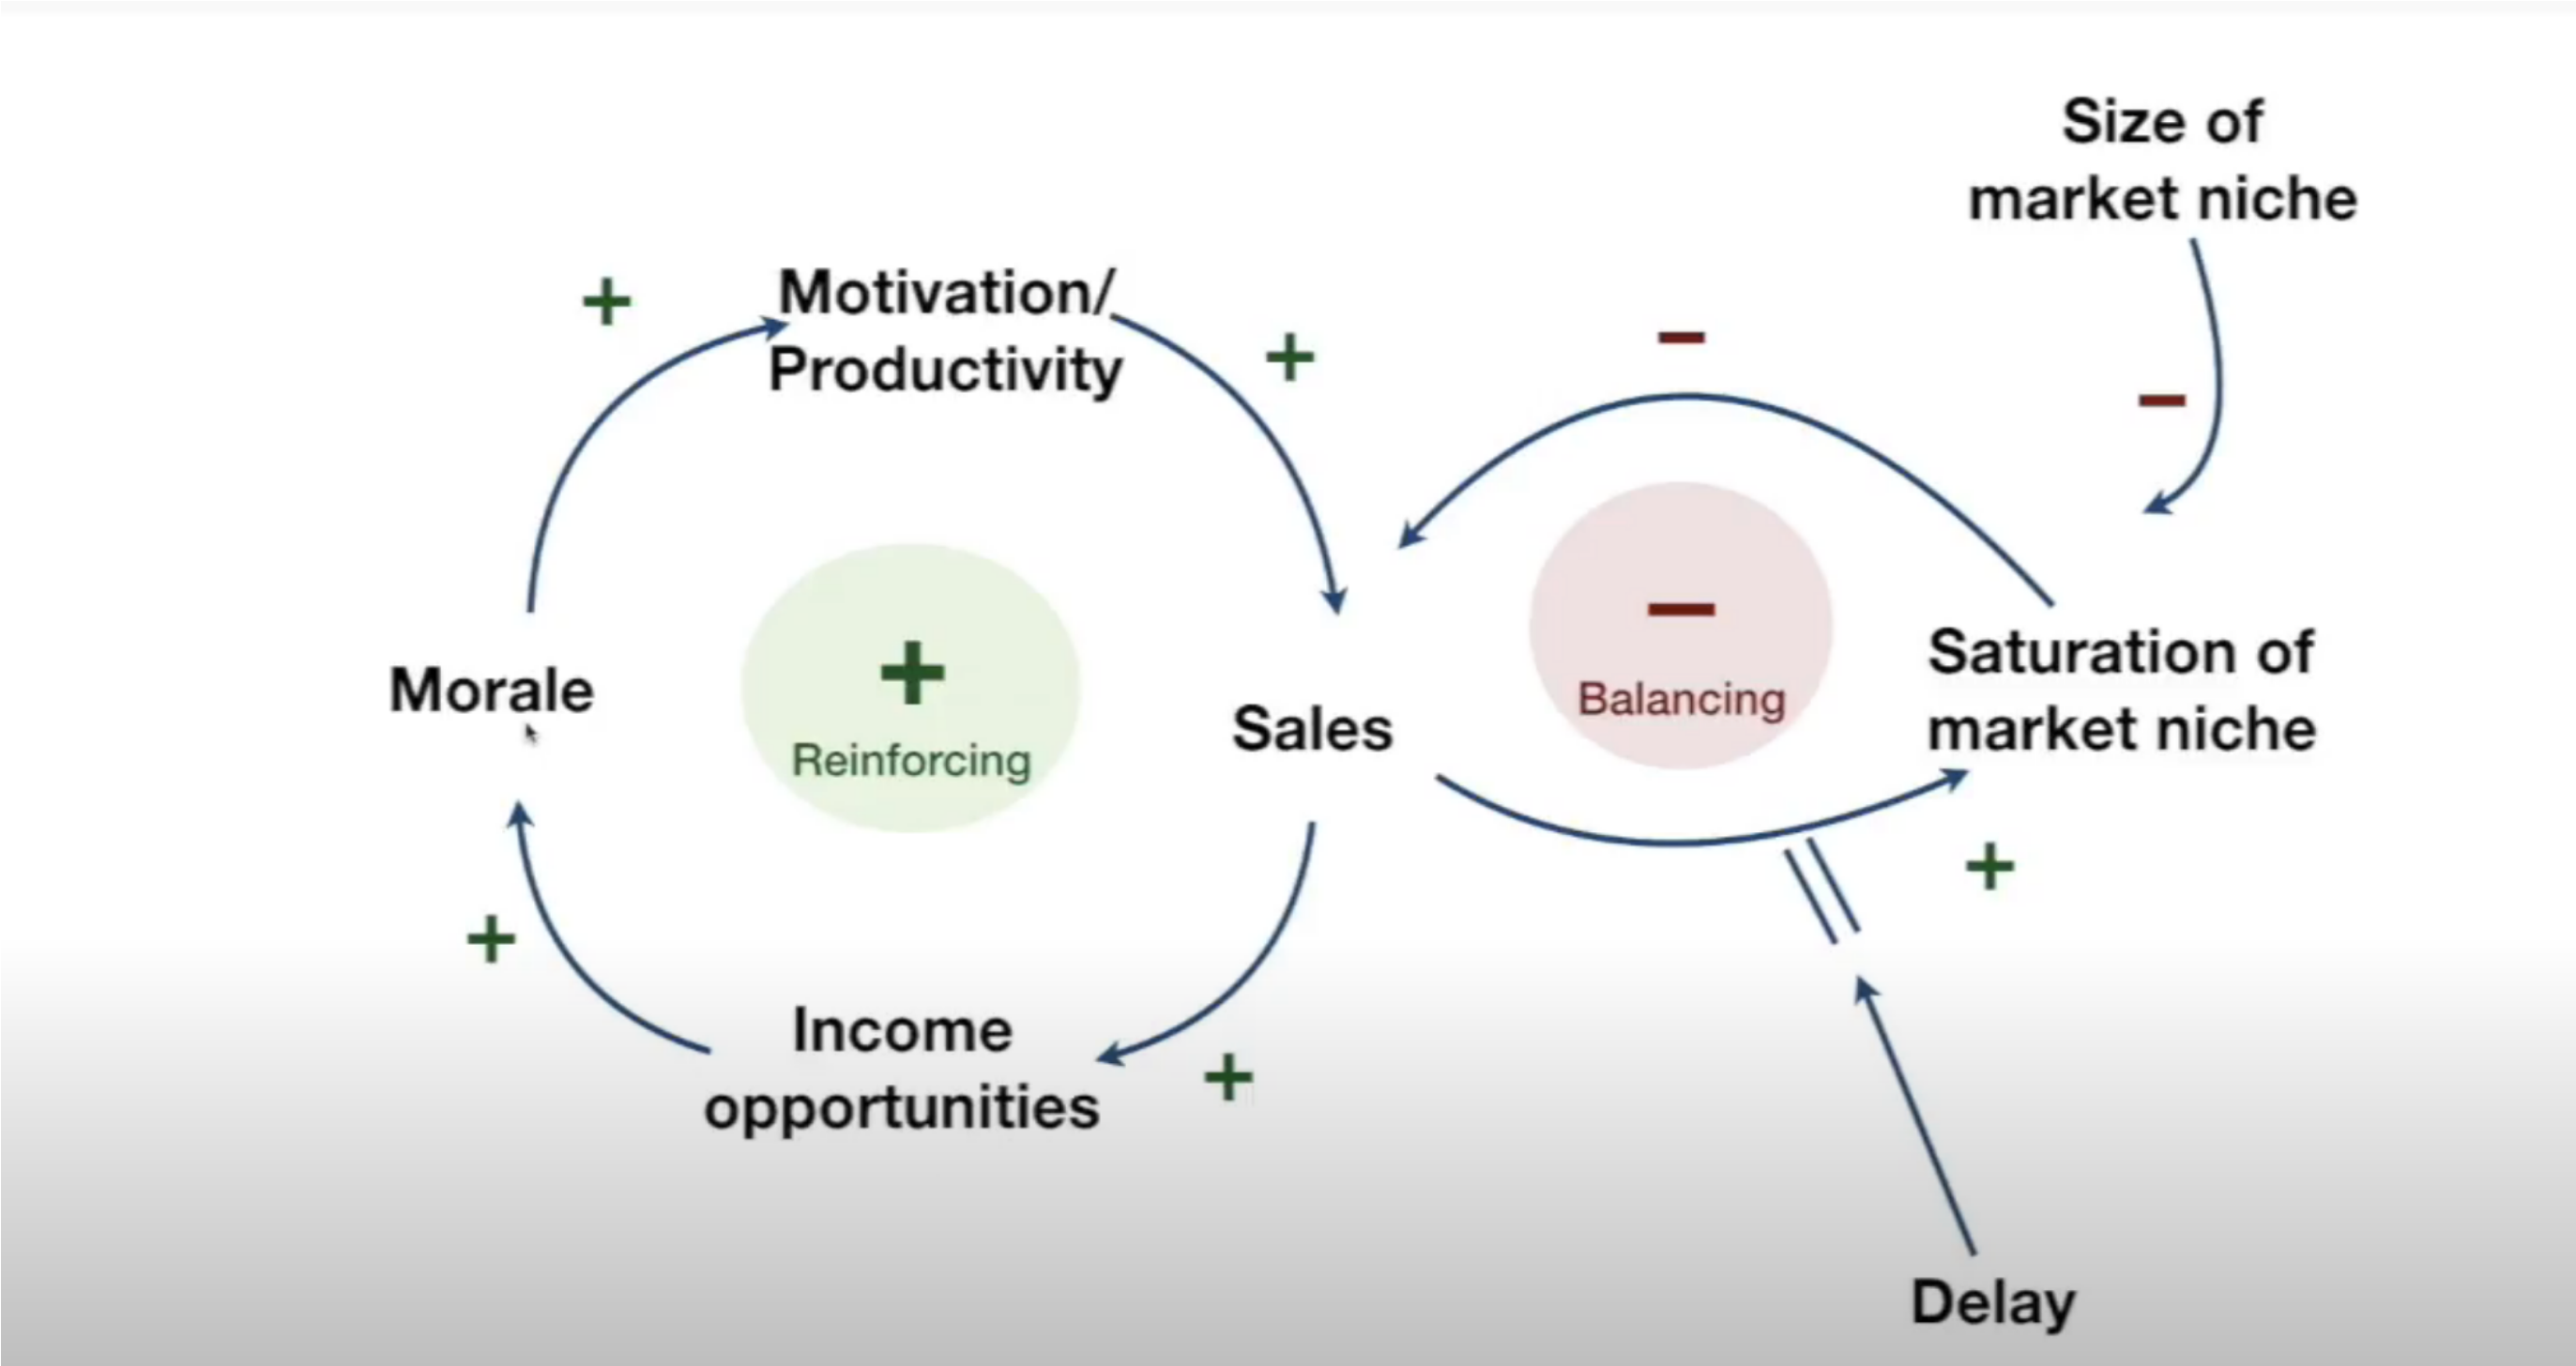 Size of
market niche
+
Motivation/
Productivity
+
−
−
+
Reinforcing
−
Balancing
Morale
Sales
Saturation of
market niche
+
+
Income
opportunities
+
Delay